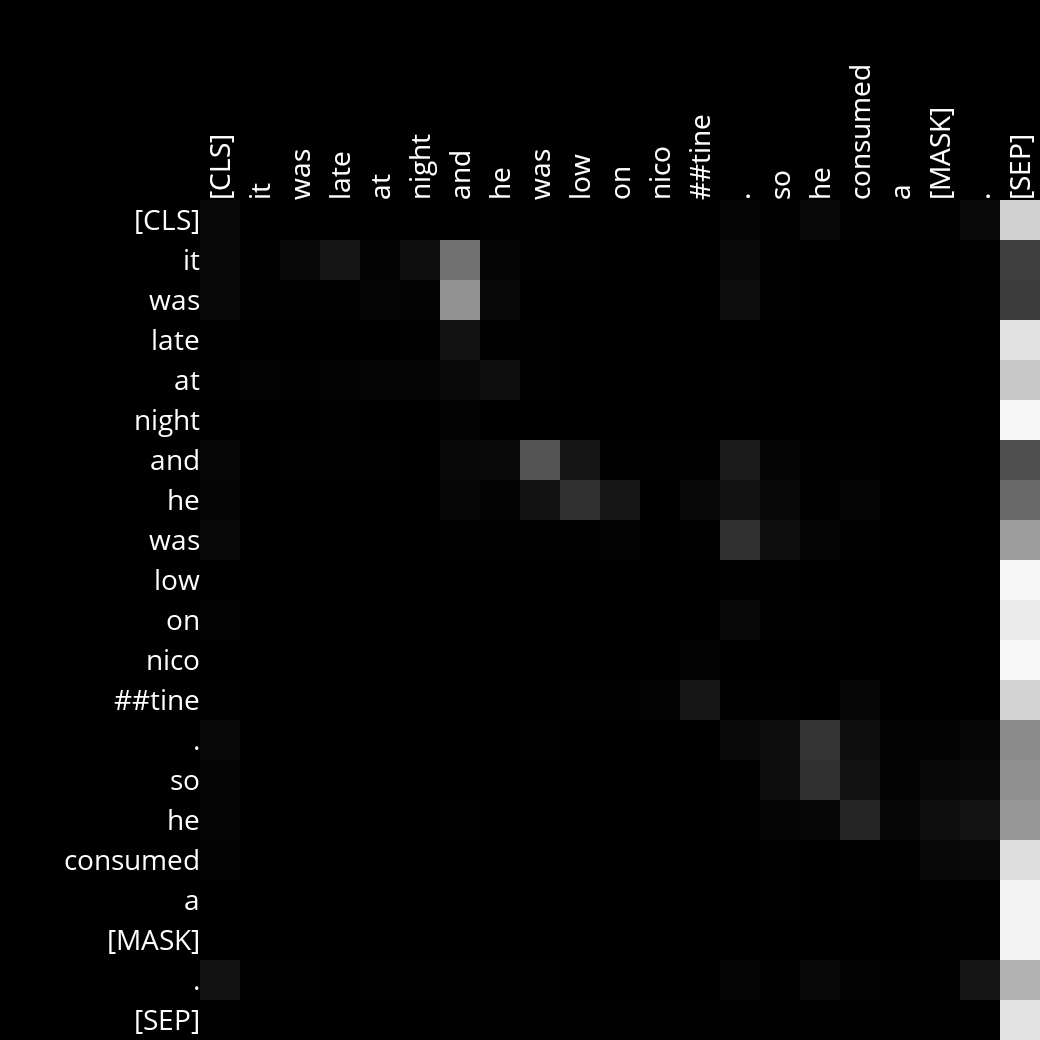 [CLS] it was late at night and he was low on nico ##tine . so he consumed a [MASK] . [SEP]
[CLS]
it
was
late
at
night
and
he
was
low
on
nico
##tine
.
so
he
consumed
a
[MASK]
.
[SEP]